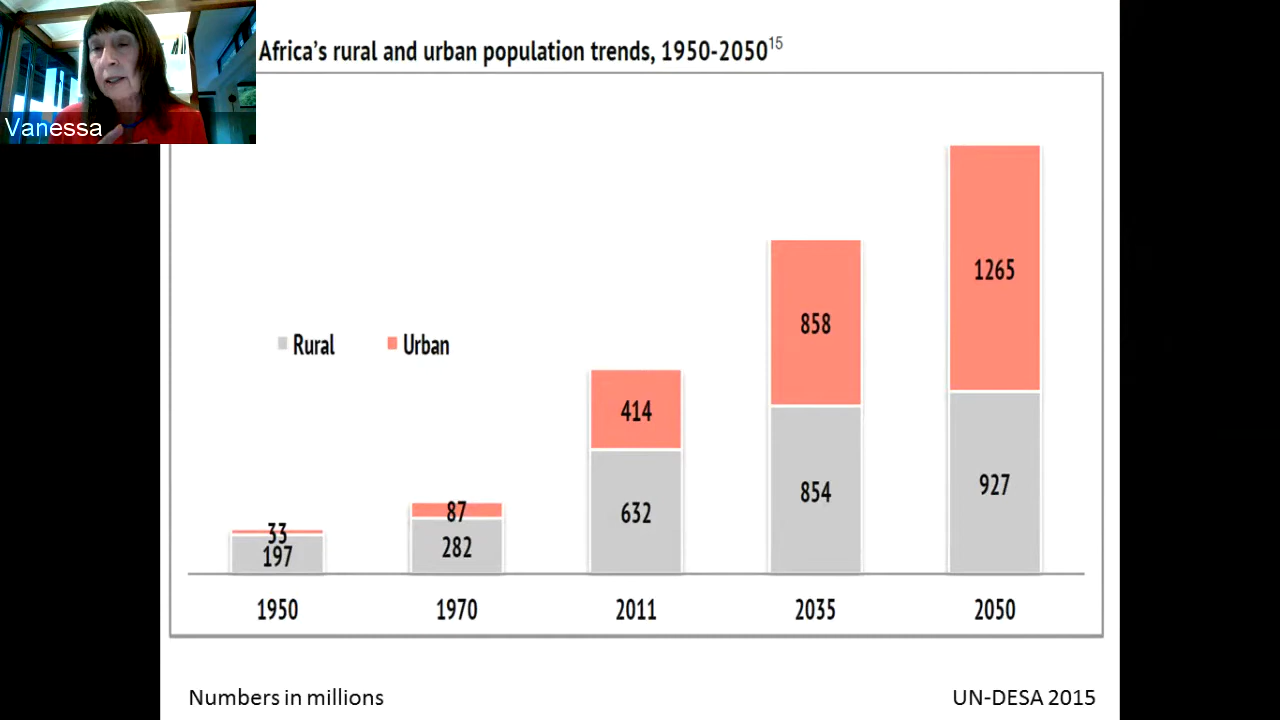 Vanessa
Africa's rural and urban population trends, 1950-2050¹⁵
Rural Urban
33
197
87
282
414
632
858
854
1265
927
1950 1970 2011 2035 2050
Numbers in millions
UN-DESA 2015